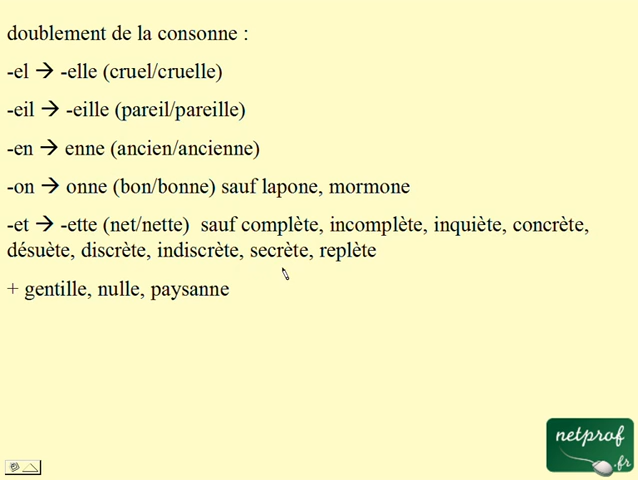 doublement de la consonne :
-el → -elle (cruel/cruelle)
-eil → -eille (pareil/pareille)
-en → enne (ancien/ancienne)
-on → onne (bon/bonne) sauf lapone, mormone
-et → -ette (net/nette)  sauf complète, incomplète, inquiète, concrète,
désuète, discrète, indiscrète, secrète, replète
+ gentille, nulle, paysanne
netprof
.fr